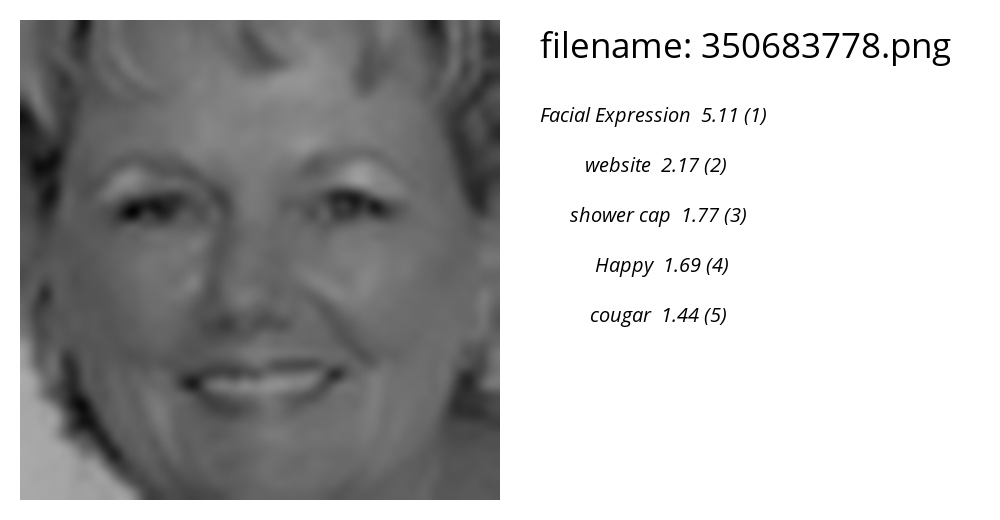 filename: 350683778.png
Facial Expression 5.11 (1)
website 2.17 (2)
shower cap 1.77 (3)
Happy 1.69 (4)
cougar 1.44 (5)